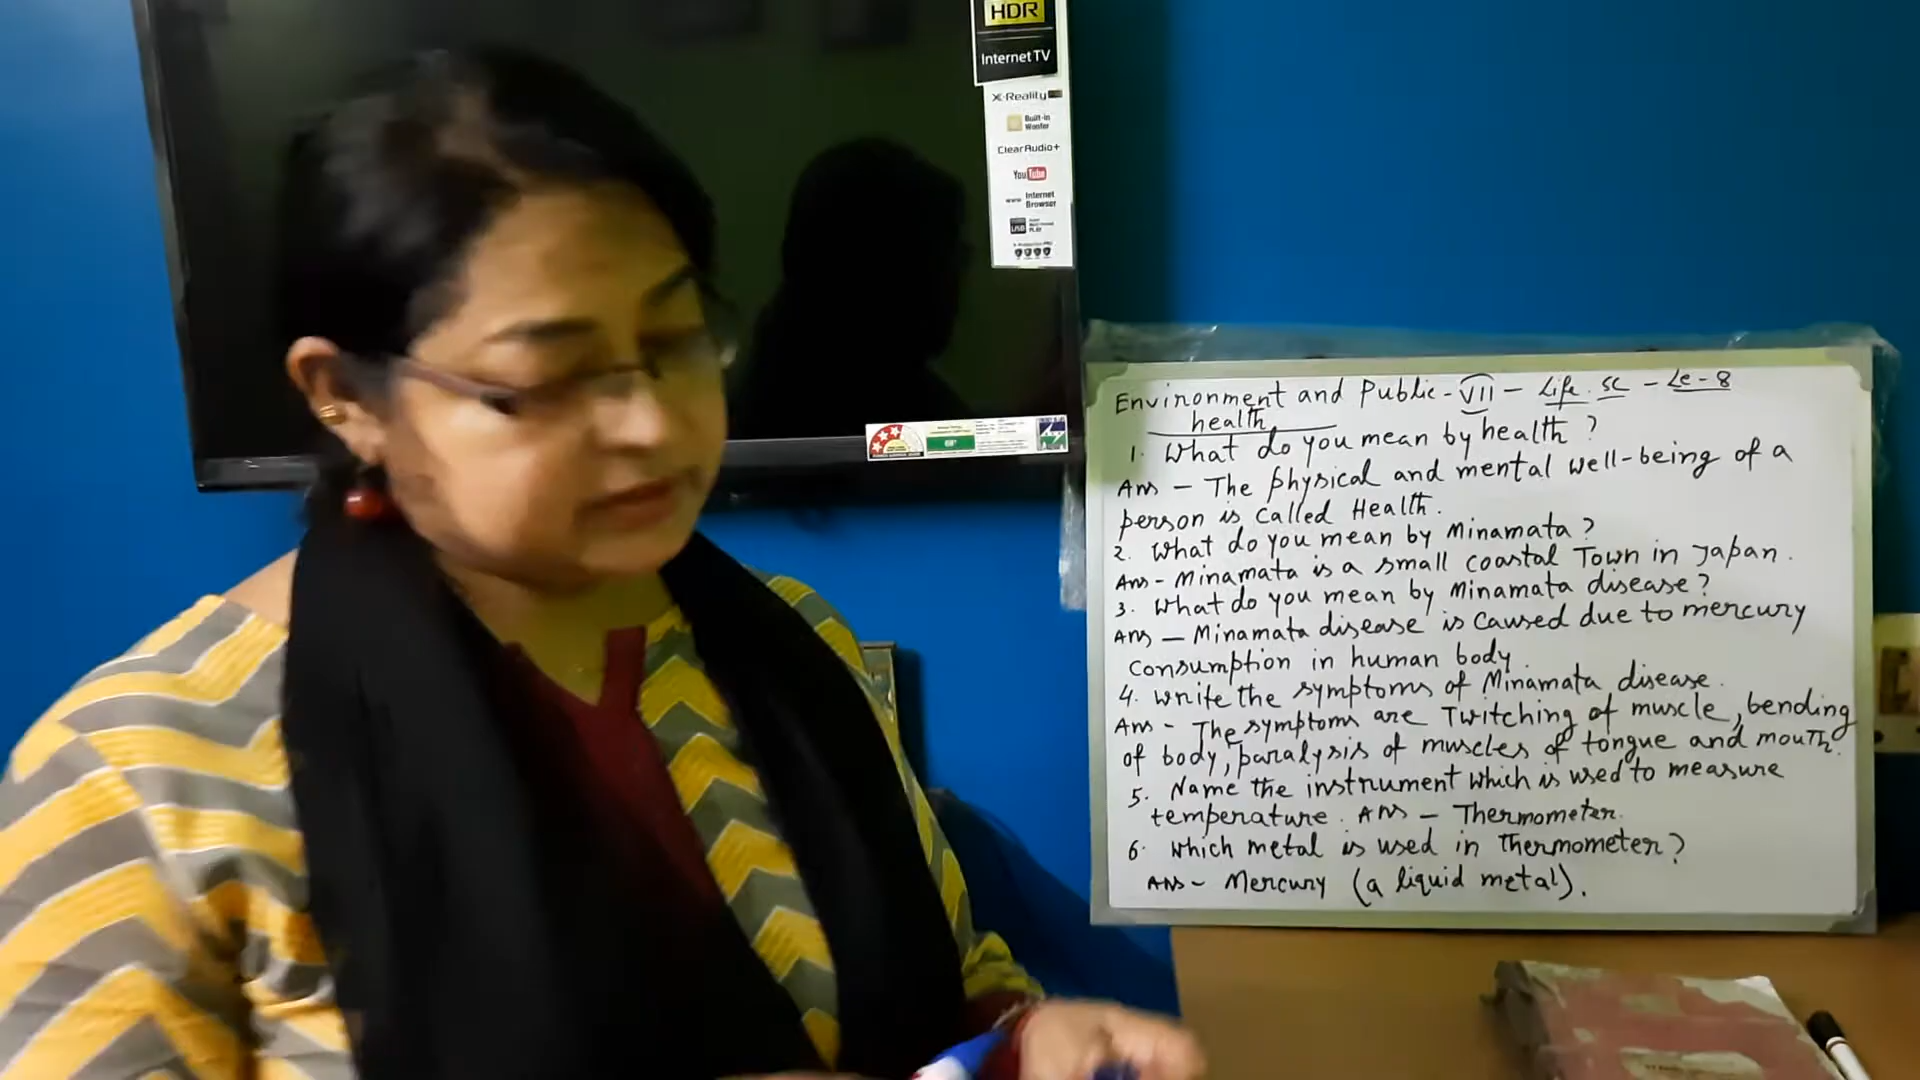 HDR
Internet TV
X-Reality
Built-in
Woofer
ClearAudio+
YouTube
www Internet
Browser
USB
Environment and Public - VII - Life. Sc - Le - 8
health
1. What do you mean by health?
Ans - The physical and mental well-being of a
person is called Health.
2. What do you mean by Minamata?
Ans - Minamata is a small coastal Town in Japan.
3. What do you mean by Minamata disease?
Ans - Minamata disease is caused due to mercury
consumption in human body.
4. Write the symptoms of Minamata disease.
Ans - The symptoms are Twitching of muscle, bending
of body, paralysis of muscles of tongue and mouth.
5. Name the instrument which is used to measure
temperature. Ans - Thermometer.
6. Which metal is used in Thermometer?
Ans - Mercury (a liquid metal).